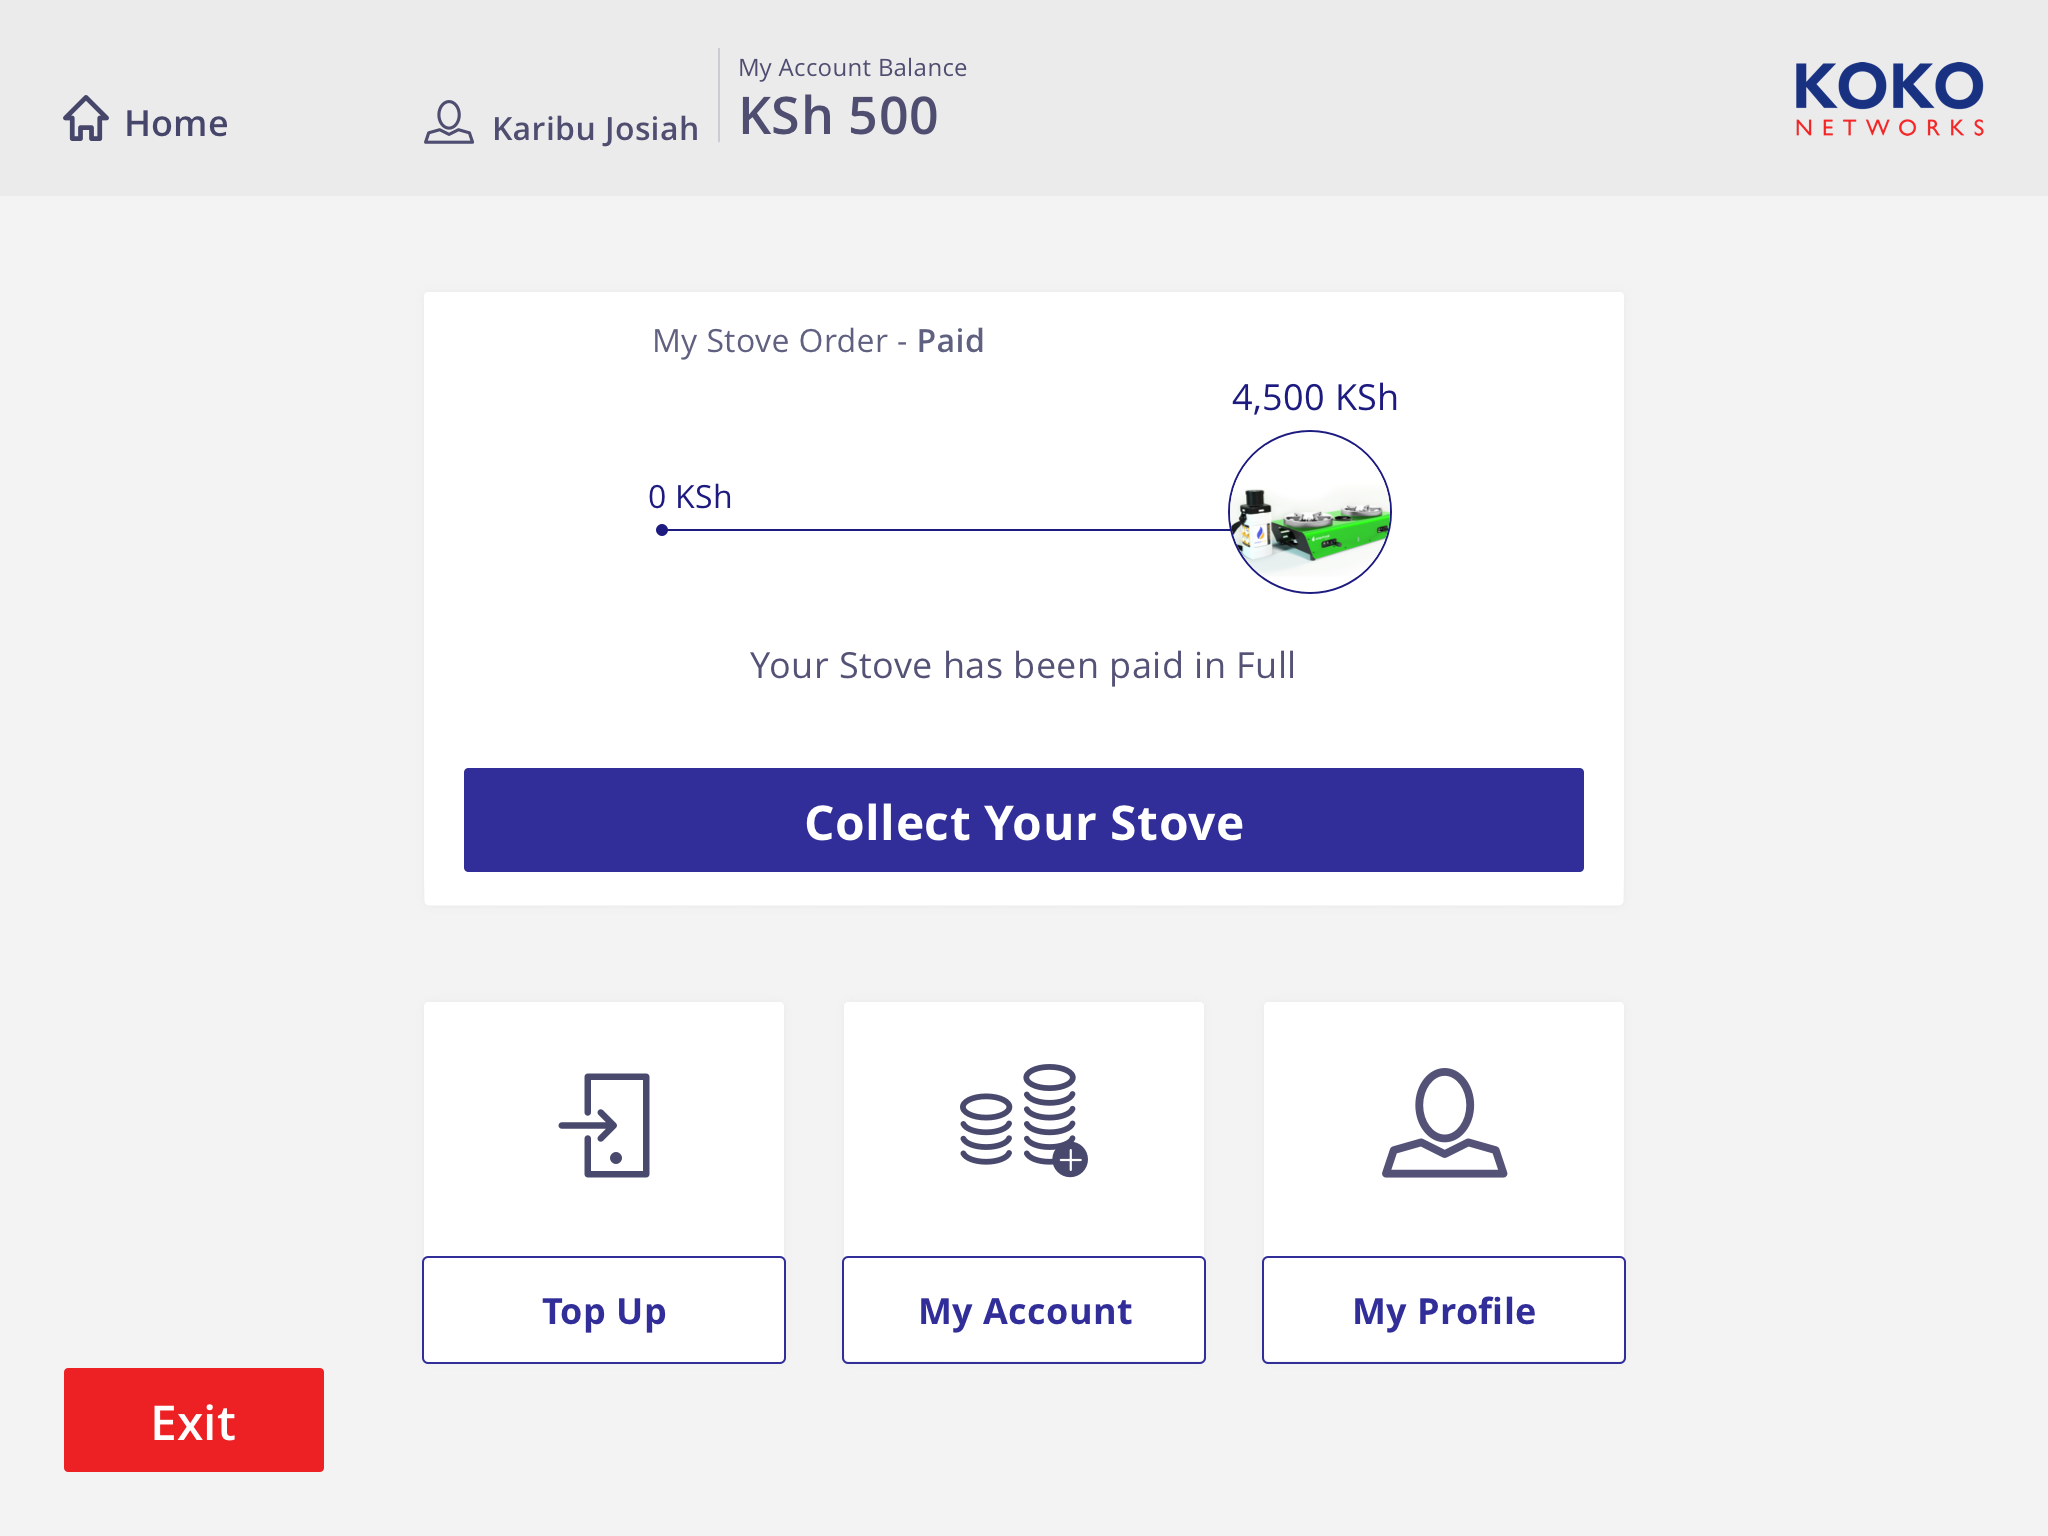 Home
Karibu Josiah
My Account Balance
KSh 500
KOKO
NETWORKS
My Stove Order - Paid
4,500 KSh
0 KSh
Your Stove has been paid in Full
Collect Your Stove
Top Up
My Account
My Profile
Exit